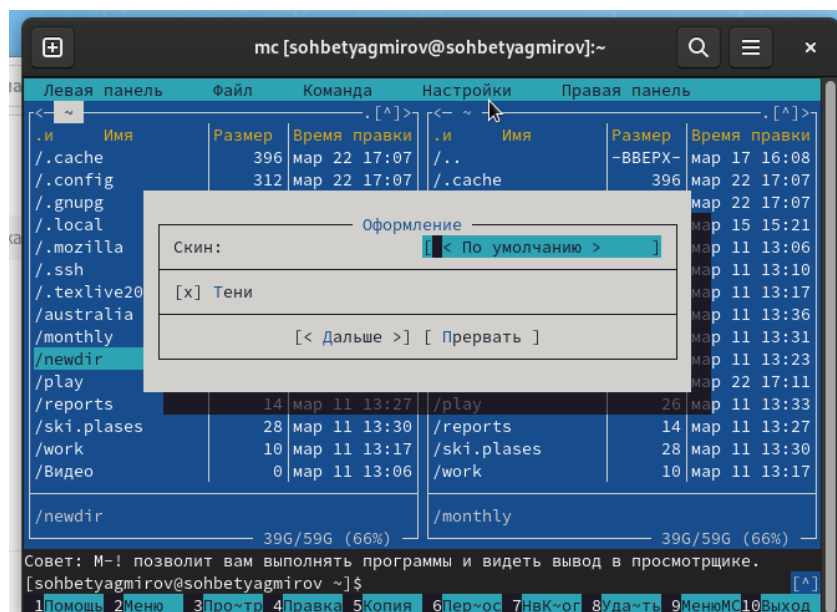 mc [sohbetyagmirov@sohbetyagmirov]:~
Левая панель Файл Команда Настройки Правая панель
<- ~ .[^]> <- ~ .[^]>
.и Имя Размер Время правки .и Имя Размер Время правки
/.cache 396 мар 22 17:07 /.. -ВВЕРХ- мар 17 16:08
/.config 312 мар 22 17:07 /.cache 396 мар 22 17:07
/.gnupg мар 22 17:07
/.local Оформление мар 15 15:21
/.mozilla Скин: [ < По умолчанию > ] мар 11 13:06
/.ssh мар 11 13:10
/.texlive20 [x] Тени мар 11 13:17
/australia мар 11 13:36
/monthly [< Дальше >] [ Прервать ] мар 11 13:31
/newdir мар 11 13:23
/play мар 22 17:11
/reports 14 мар 11 13:27 /play 26 мар 11 13:33
/ski.plases 28 мар 11 13:30 /reports 14 мар 11 13:27
/work 10 мар 11 13:17 /ski.plases 28 мар 11 13:30
/Видео 0 мар 11 13:06 /work 10 мар 11 13:17
/newdir /monthly
39G/59G (66%) 39G/59G (66%)
Совет: M-! позволит вам выполнять программы и видеть вывод в просмотрщике.
[sohbetyagmirov@sohbetyagmirov ~]$ [^]
1Помощь 2Меню 3Про~тр 4Правка 5Копия 6Пер~ос 7НвК~ог 8Уда~ть 9МенюMC 10Выход